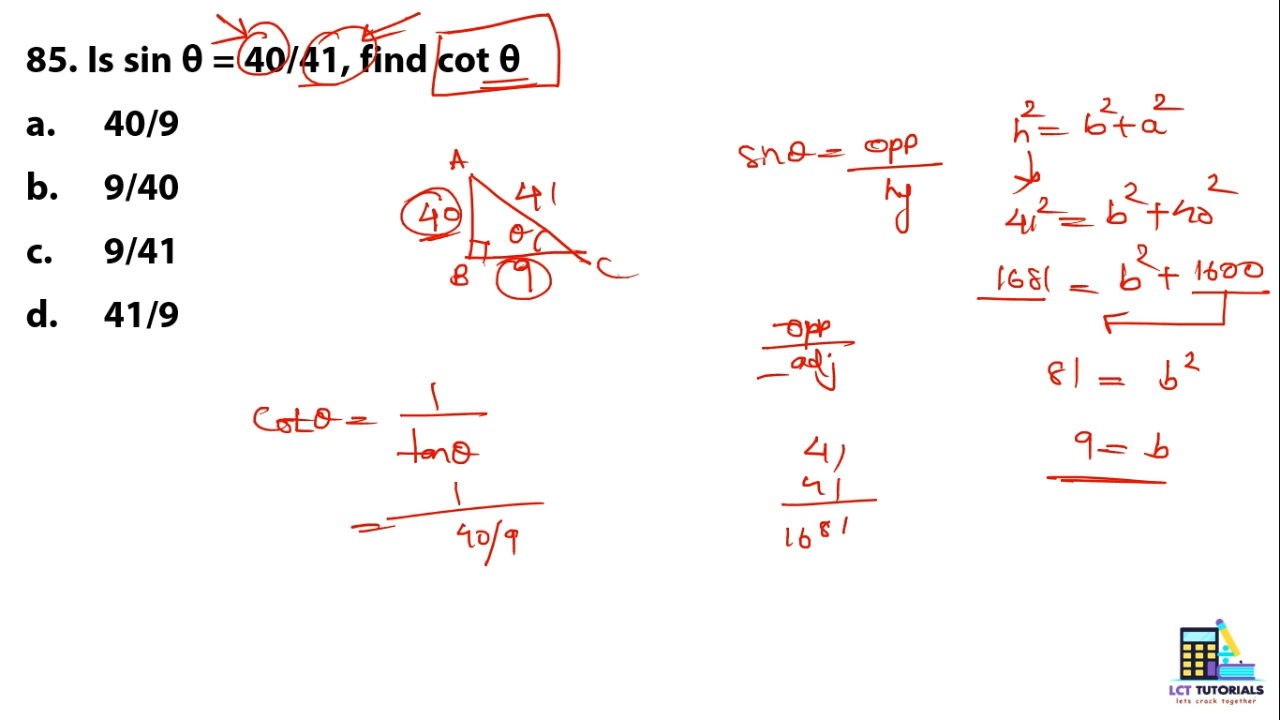 85. Is sin θ = 40/41, find cot θ
a. 40/9
b. 9/40
c. 9/41
d. 41/9
A
40
41
θ
B
9
C
sinθ = opp
hy
h² = b² + a²
41² = b² + 40²
1681 = b² + 1600
81 = b²
9 = b
opp
adj
41
41
1681
Cotθ = 1
tanθ
= 1
40/9
LCT TUTORIALS
lets crack together